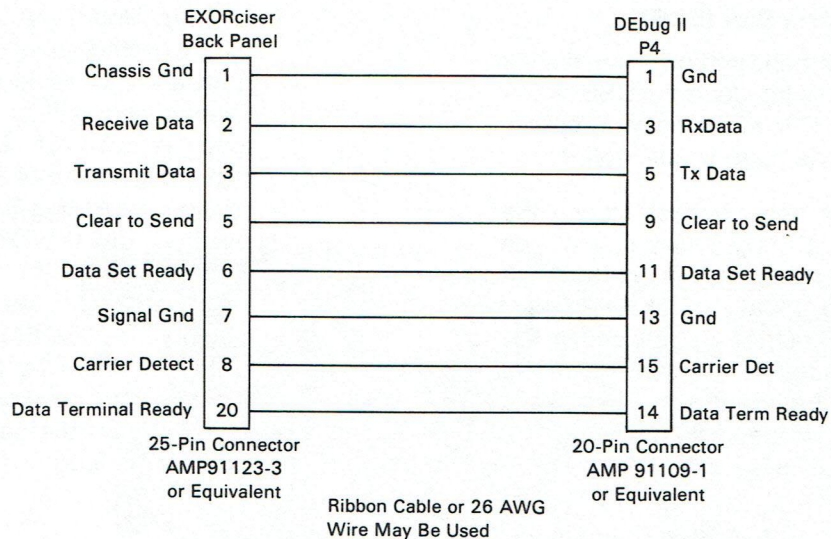 EXORciser
Back Panel
DEbug II
P4
Chassis Gnd 1 1 Gnd
Receive Data 2 3 RxData
Transmit Data 3 5 Tx Data
Clear to Send 5 9 Clear to Send
Data Set Ready 6 11 Data Set Ready
Signal Gnd 7 13 Gnd
Carrier Detect 8 15 Carrier Det
Data Terminal Ready 20 14 Data Term Ready
25-Pin Connector
AMP91123-3
or Equivalent
20-Pin Connector
AMP 91109-1
or Equivalent
Ribbon Cable or 26 AWG
Wire May Be Used